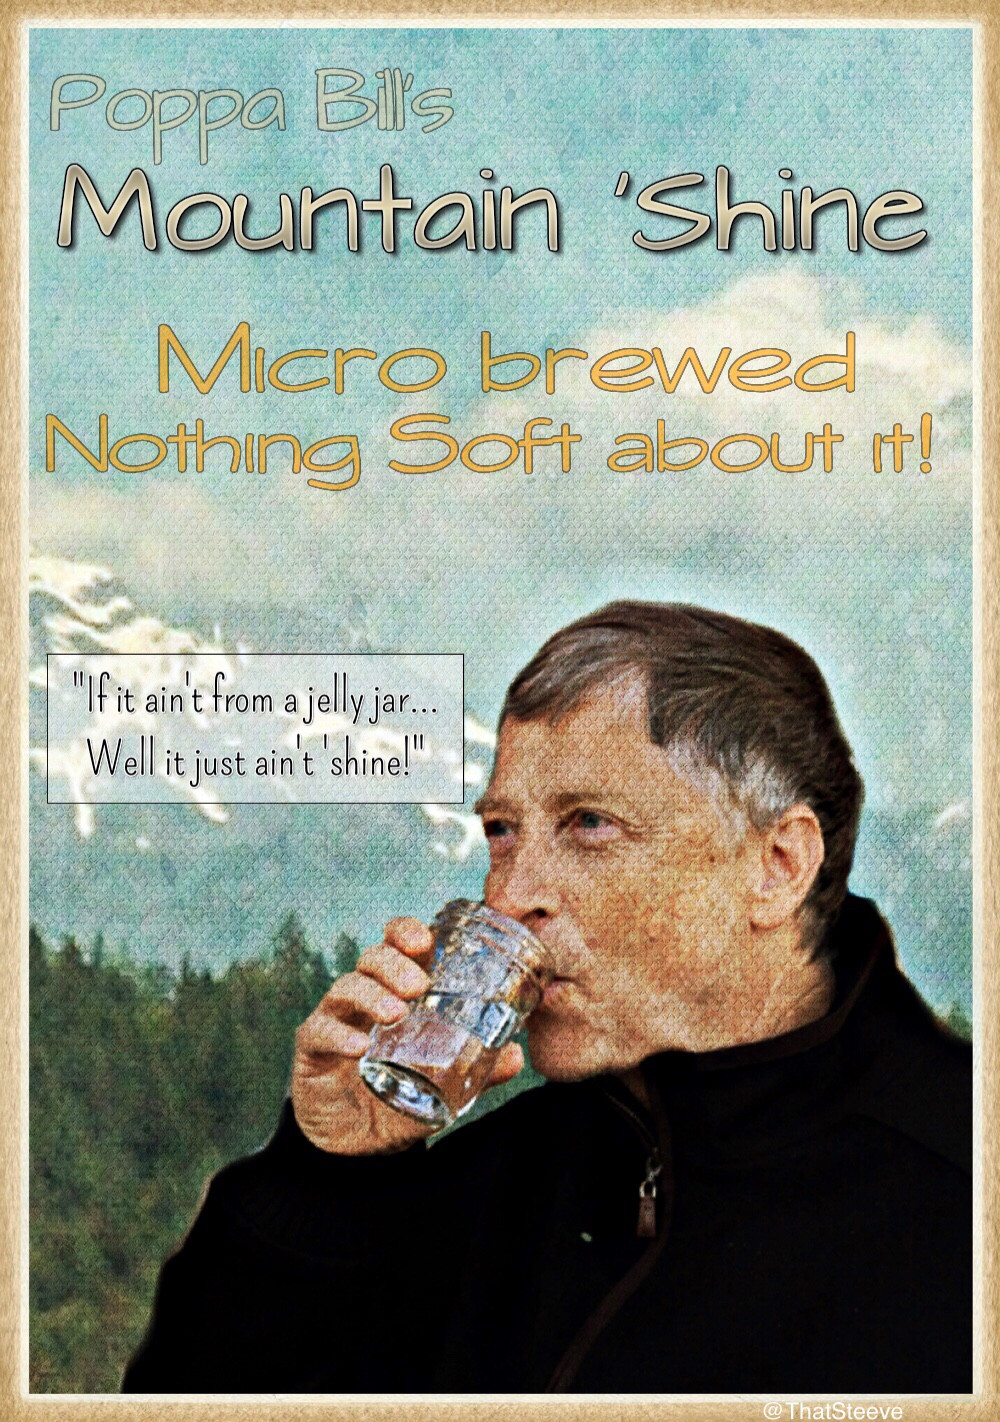 Poppa Bill's
Mountain 'Shine
Micro brewed
Nothing Soft about it!
"If it ain't from a jelly jar...
Well it just ain't 'shine!"
@ThatSteeve